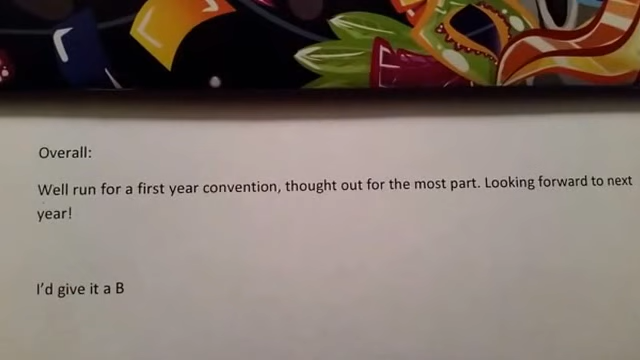 Overall:
Well run for a first year convention, thought out for the most part. Looking forward to next
year!
I'd give it a B